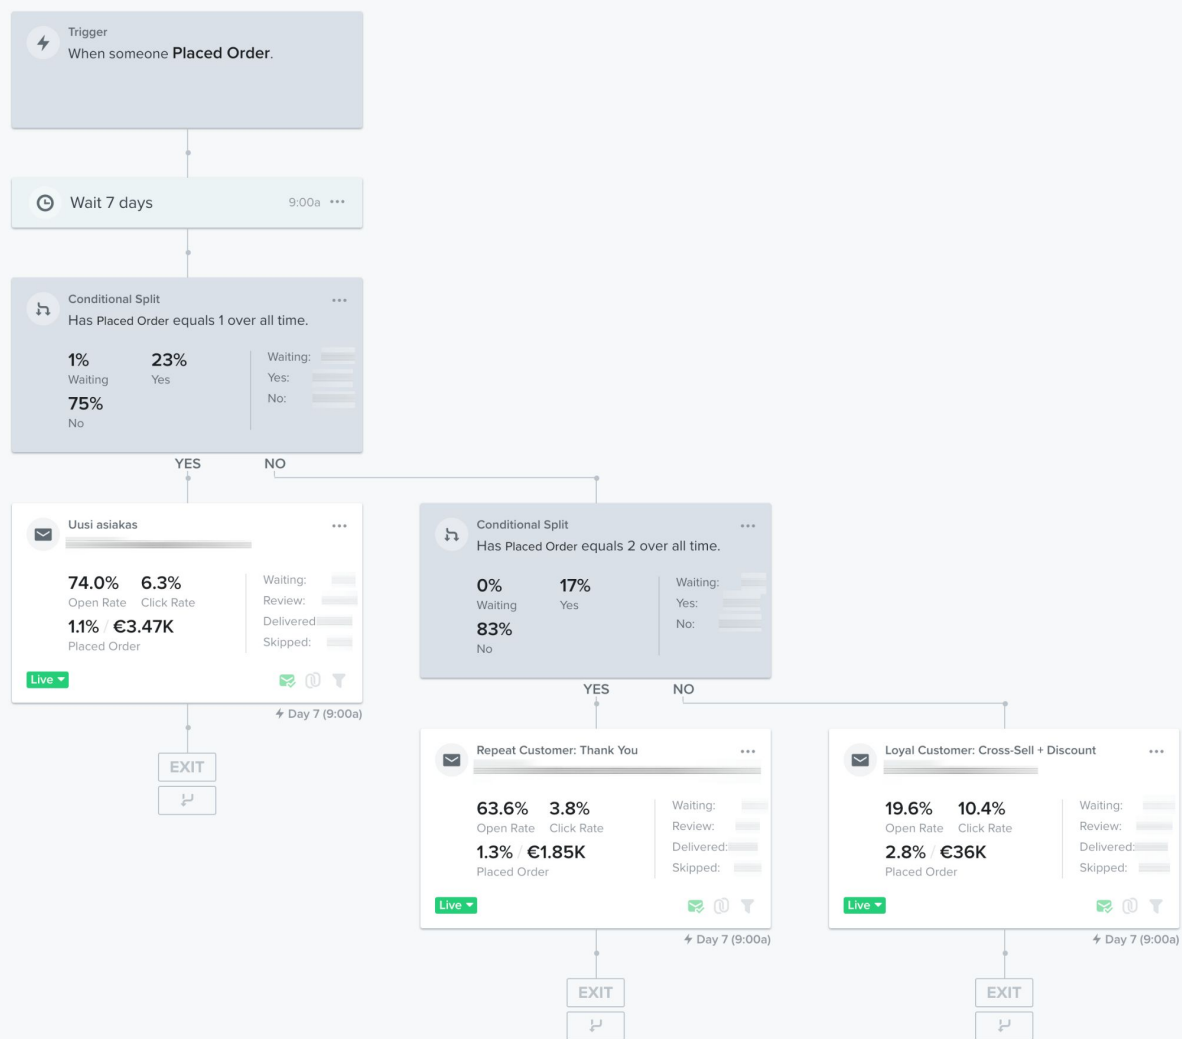 Trigger
When someone Placed Order.
Wait 7 days
9:00a
Conditional Split
Has Placed Order equals 1 over all time.
1% 23%
Waiting Yes
75%
No
Waiting:
Yes:
No:
YES NO
Uusi asiakas
74.0% 6.3%
Open Rate Click Rate
1.1% / €3.47K
Placed Order
Waiting:
Review:
Delivered
Skipped:
Live
Day 7 (9:00a)
EXIT
Conditional Split
Has Placed Order equals 2 over all time.
0% 17%
Waiting Yes
83%
No
Waiting:
Yes:
No:
YES NO
Repeat Customer: Thank You
63.6% 3.8%
Open Rate Click Rate
1.3% / €1.85K
Placed Order
Waiting:
Review:
Delivered:
Skipped:
Live
Day 7 (9:00a)
EXIT
Loyal Customer: Cross-Sell + Discount
19.6% 10.4%
Open Rate Click Rate
2.8% / €36K
Placed Order
Waiting:
Review:
Delivered:
Skipped:
Live
Day 7 (9:00a)
EXIT